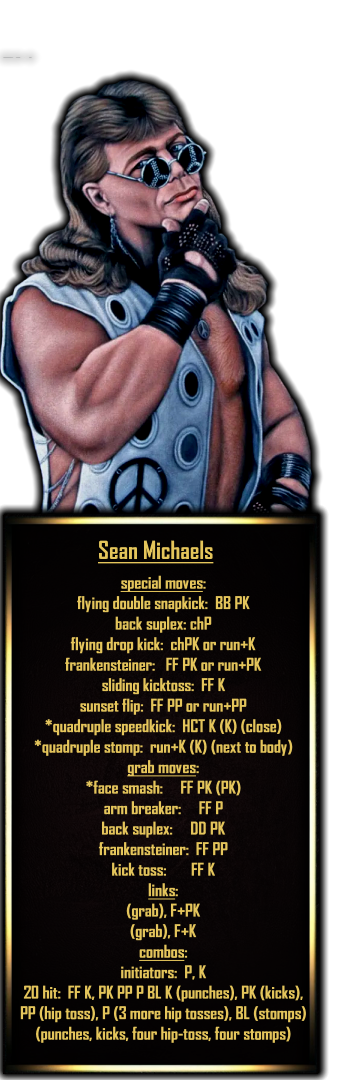 Sean Michaels
special moves:
flying double snapkick: BB PK
back suplex: chP
flying drop kick: chPK or run+K
frankensteiner: FF PK or run+PK
sliding kicktoss: FF K
sunset flip: FF PP or run+PP
*quadruple speedkick: HCT K (K) (close)
*quadruple stomp: run+K (K) (next to body)
grab moves:
*face smash: FF PK (PK)
arm breaker: FF P
back suplex: DD PK
frankensteiner: FF PP
kick toss: FF K
links:
(grab), F+PK
(grab), F+K
combos:
initiators: P, K
20 hit: FF K, PK PP P BL K (punches), PK (kicks),
PP (hip toss), P (3 more hip tosses), BL (stomps)
(punches, kicks, four hip-toss, four stomps)